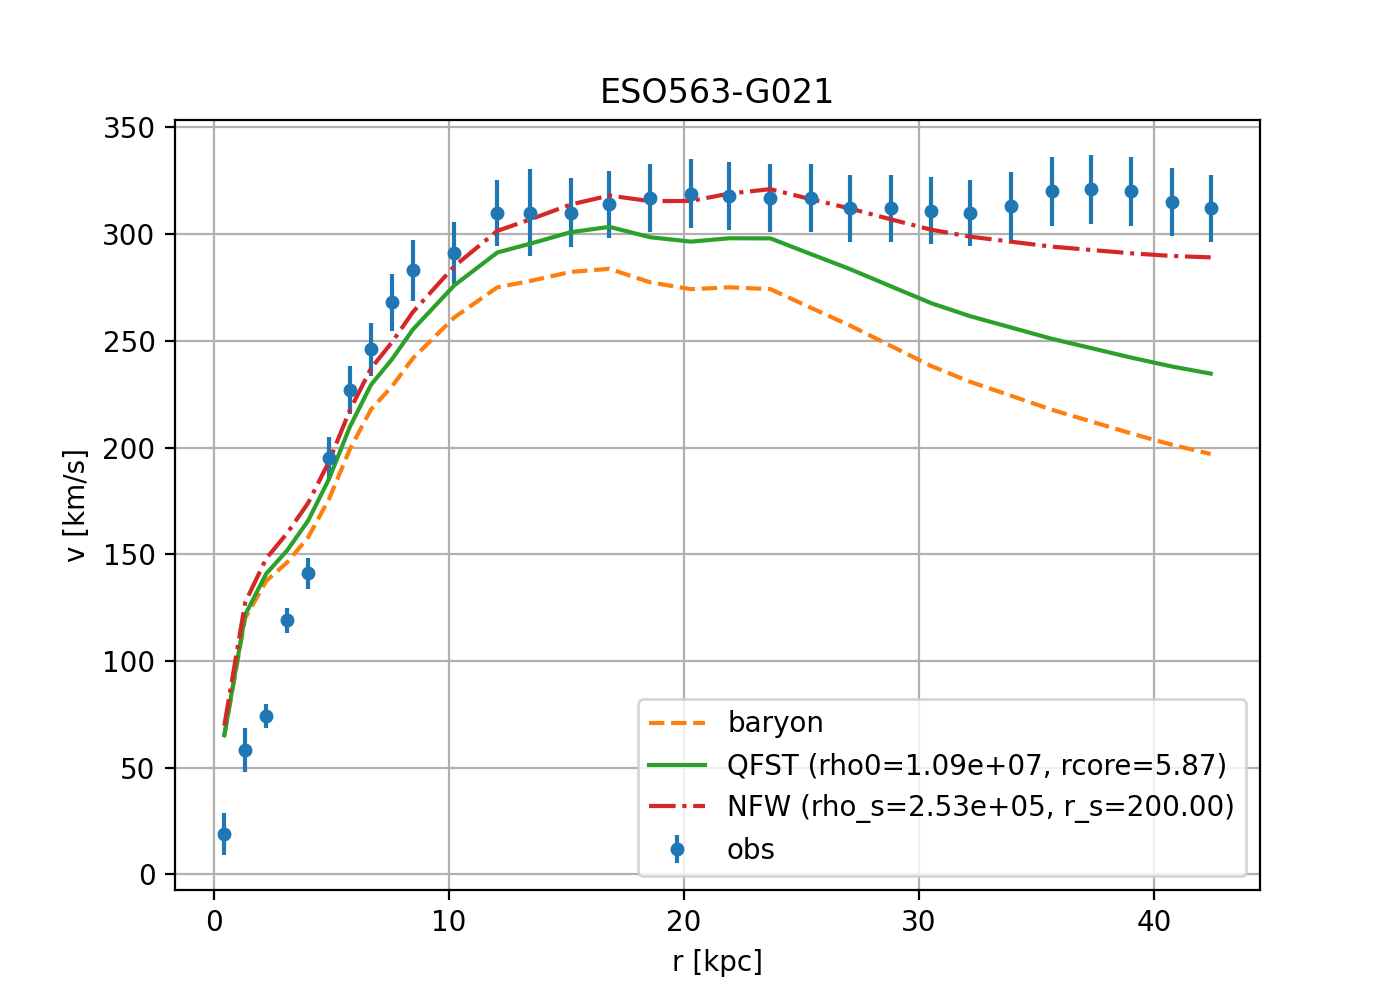 ESO563-G021
350
300
250
200
150
100
50
0
v [km/s]
baryon
QFST (rho0=1.09e+07, rcore=5.87)
NFW (rho_s=2.53e+05, r_s=200.00)
obs
0
10
20
30
40
r [kpc]